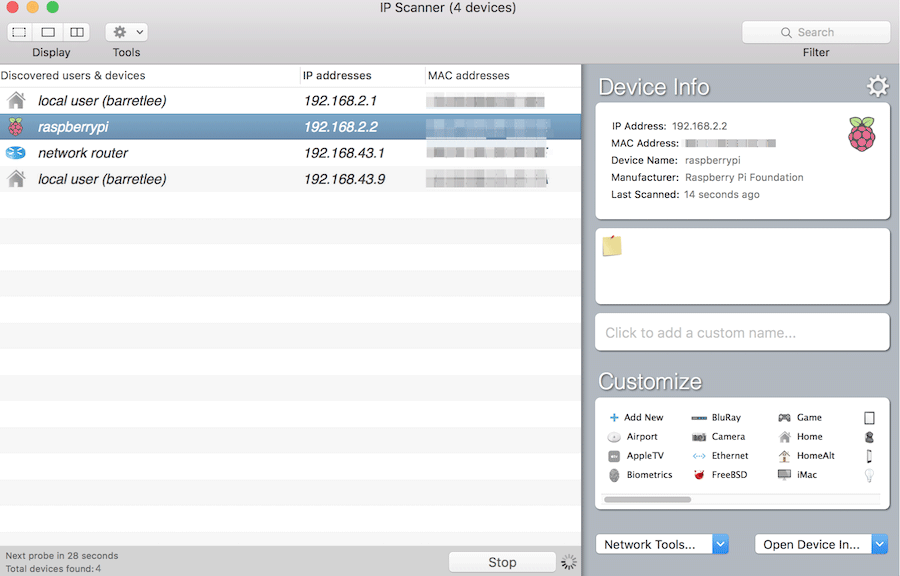 IP Scanner (4 devices)
Display
Tools
Search
Filter
Discovered users & devices
IP addresses
MAC addresses
local user (barretlee)
192.168.2.1
raspberrypi
192.168.2.2
network router
192.168.43.1
local user (barretlee)
192.168.43.9
Next probe in 28 seconds
Total devices found: 4
Stop
Device Info
IP Address: 192.168.2.2
MAC Address:
Device Name: raspberrypi
Manufacturer: Raspberry Pi Foundation
Last Scanned: 14 seconds ago
Click to add a custom name...
Customize
Add New BluRay Game
Airport Camera Home
AppleTV Ethernet HomeAlt
Biometrics FreeBSD iMac
Network Tools...
Open Device In...